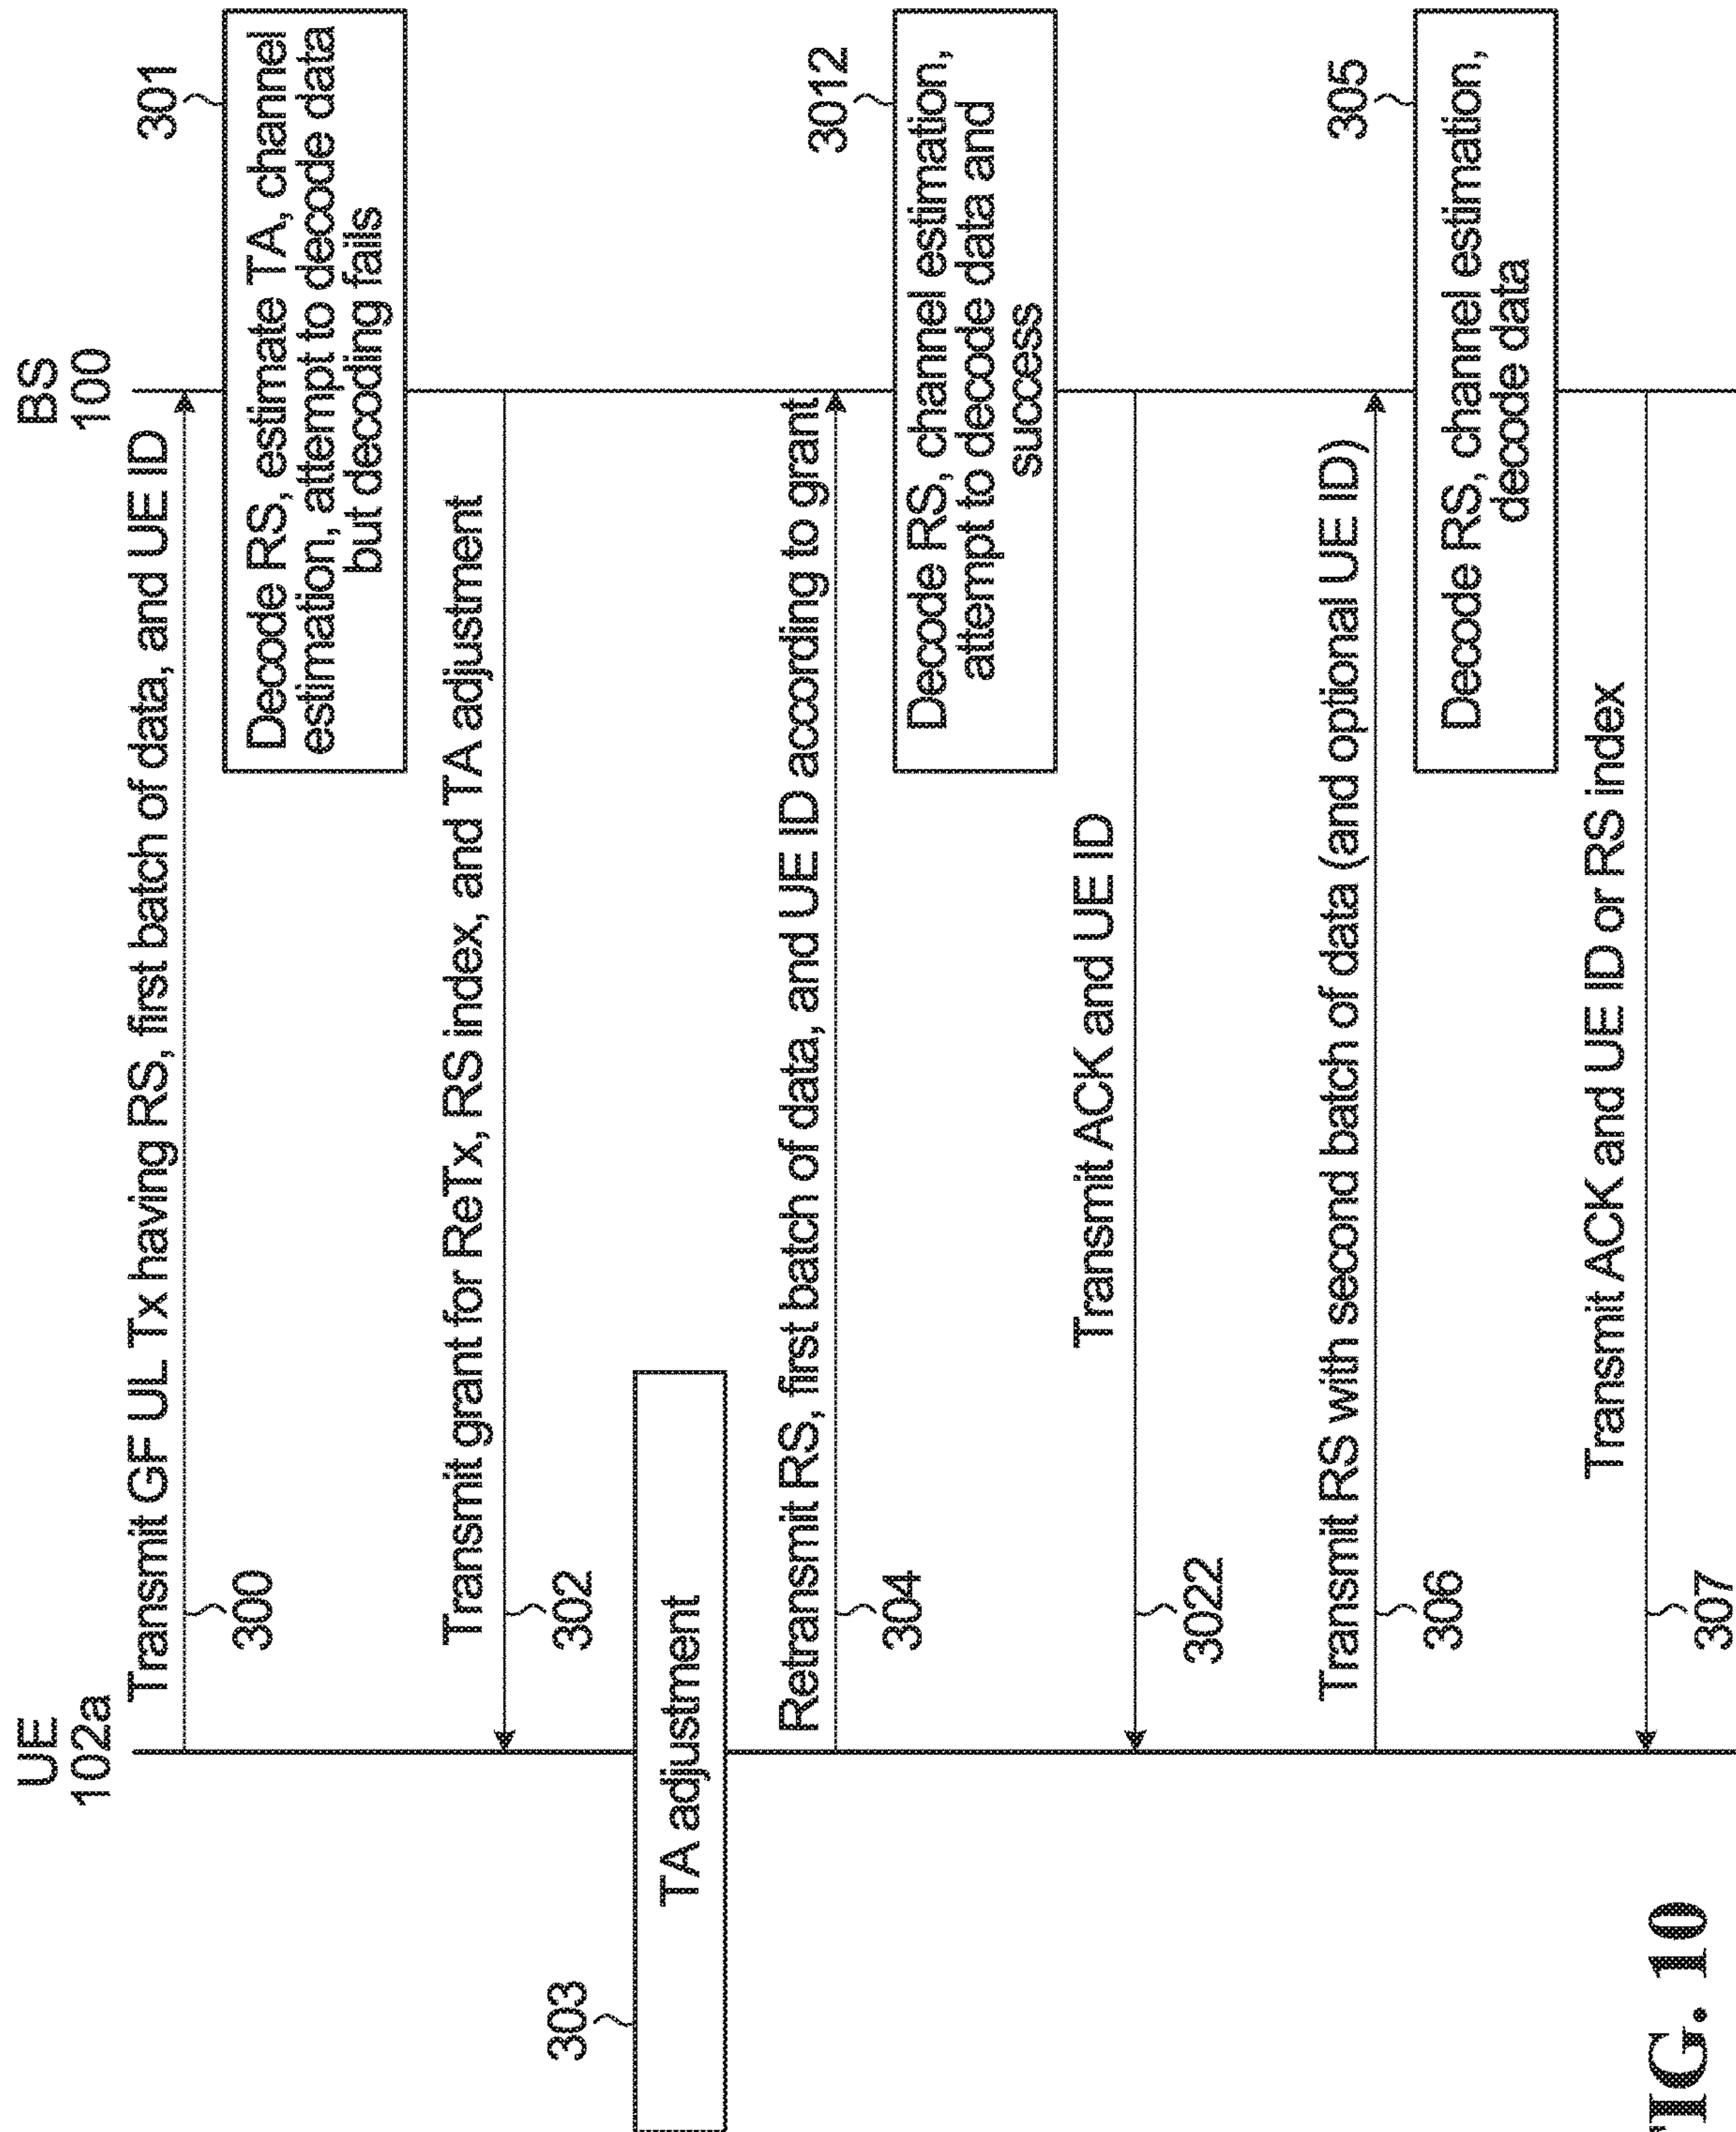 UE
102a
BS
100
Transmit GF UL Tx having RS, first batch of data, and UE ID
300
301
Decode RS, estimate TA, channel
estimation, attempt to decode data
but decoding fails
Transmit grant for ReTx, RS index, and TA adjustment
302
303
TA adjustment
Retransmit RS, first batch of data, and UE ID according to grant
304
3012
Decode RS, channel estimation,
attempt to decode data and
success
Transmit ACK and UE ID
3022
Transmit RS with second batch of data (and optional UE ID)
306
305
Decode RS, channel estimation,
decode data
Transmit ACK and UE ID or RS index
307
FIG. 10